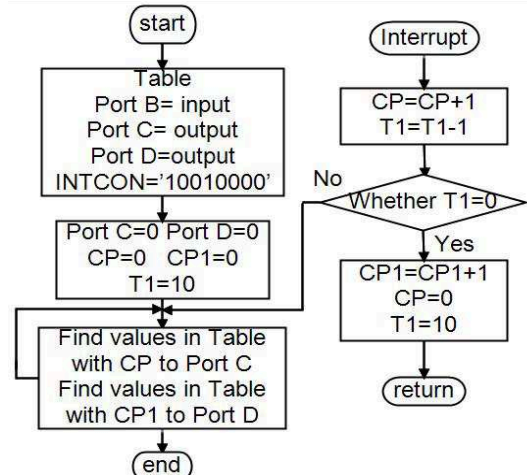 start
Table
Port B= input
Port C= output
Port D=output
INTCON='10010000'
Port C=0 Port D=0
CP=0 CP1=0
T1=10
Find values in Table
with CP to Port C
Find values in Table
with CP1 to Port D
end
Interrupt
CP=CP+1
T1=T1-1
No
Whether T1=0
Yes
CP1=CP1+1
CP=0
T1=10
return